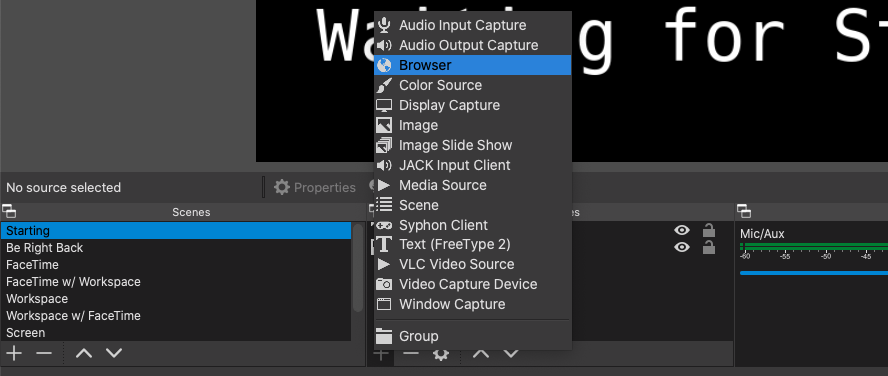 Wa
g for S
Audio Input Capture
Audio Output Capture
Browser
Color Source
Display Capture
Image
Image Slide Show
JACK Input Client
Media Source
Scene
Syphon Client
Text (FreeType 2)
VLC Video Source
Video Capture Device
Window Capture
Group
No source selected
Properties
Scenes
es
Starting
Be Right Back
FaceTime
FaceTime w/ Workspace
Workspace
Workspace w/ FaceTime
Screen
Mic/Aux
-60 -55 -50 -45